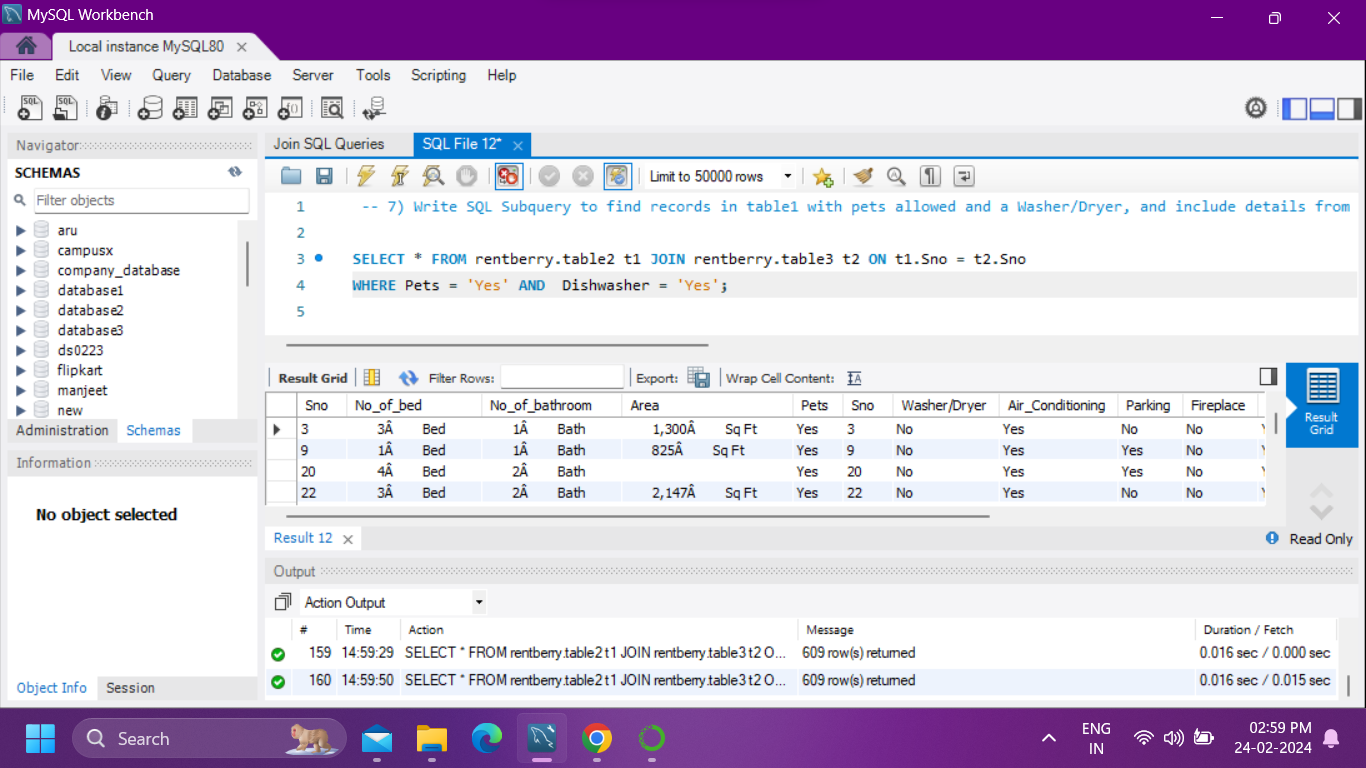 MySQL Workbench
Local instance MySQL80
File Edit View Query Database Server Tools Scripting Help
Navigator
SCHEMAS
Filter objects
aru
campusx
company_database
database1
database2
database3
ds0223
flipkart
manjeet
new
Administration Schemas
Information
No object selected
Object Info Session
Join SQL Queries SQL File 12*
Limit to 50000 rows
1 -- 7) Write SQL Subquery to find records in table1 with pets allowed and a Washer/Dryer, and include details from
2
3 SELECT * FROM rentberry.table2 t1 JOIN rentberry.table3 t2 ON t1.Sno = t2.Sno
4 WHERE Pets = 'Yes' AND Dishwasher = 'Yes';
5
Result Grid Filter Rows: Export: Wrap Cell Content:
Sno No_of_bed No_of_bathroom Area Pets Sno Washer/Dryer Air_Conditioning Parking Fireplace
3 3Â Bed 1Â Bath 1,300Â Sq Ft Yes 3 No Yes No No
9 1Â Bed 1Â Bath 825Â Sq Ft Yes 9 No Yes Yes No
20 4Â Bed 2Â Bath Yes 20 No Yes Yes No
22 3Â Bed 2Â Bath 2,147Â Sq Ft Yes 22 No Yes No No
Result Grid
Result 12
Read Only
Output
Action Output
# Time Action Message Duration / Fetch
159 14:59:29 SELECT * FROM rentberry.table2 t1 JOIN rentberry.table3 t2 O... 609 row(s) returned 0.016 sec / 0.000 sec
160 14:59:50 SELECT * FROM rentberry.table2 t1 JOIN rentberry.table3 t2 O... 609 row(s) returned 0.016 sec / 0.015 sec
Search
ENG
IN
02:59 PM
24-02-2024